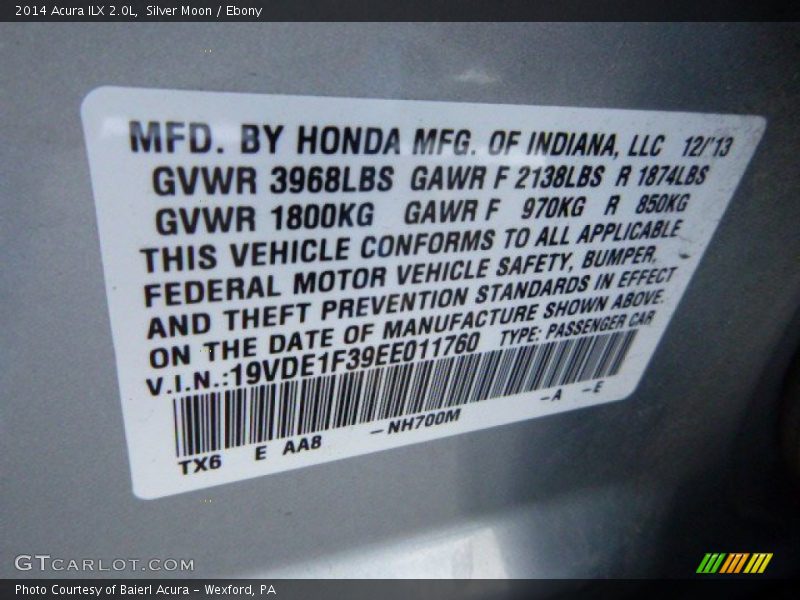 2014 Acura ILX 2.0L, Silver Moon / Ebony
MFD. BY HONDA MFG. OF INDIANA, LLC 12/'13
GVWR 3968LBS GAWR F 2138LBS R 1874LBS
GVWR 1800KG GAWR F 970KG R 850KG
THIS VEHICLE CONFORMS TO ALL APPLICABLE
FEDERAL MOTOR VEHICLE SAFETY, BUMPER,
AND THEFT PREVENTION STANDARDS IN EFFECT
ON THE DATE OF MANUFACTURE SHOWN ABOVE.
V.I.N.:19VDE1F39EE011760 TYPE: PASSENGER CAR
TX6 E AA8 -NH700M -A -E
GTCARLOT.COM
Photo Courtesy of Baierl Acura - Wexford, PA